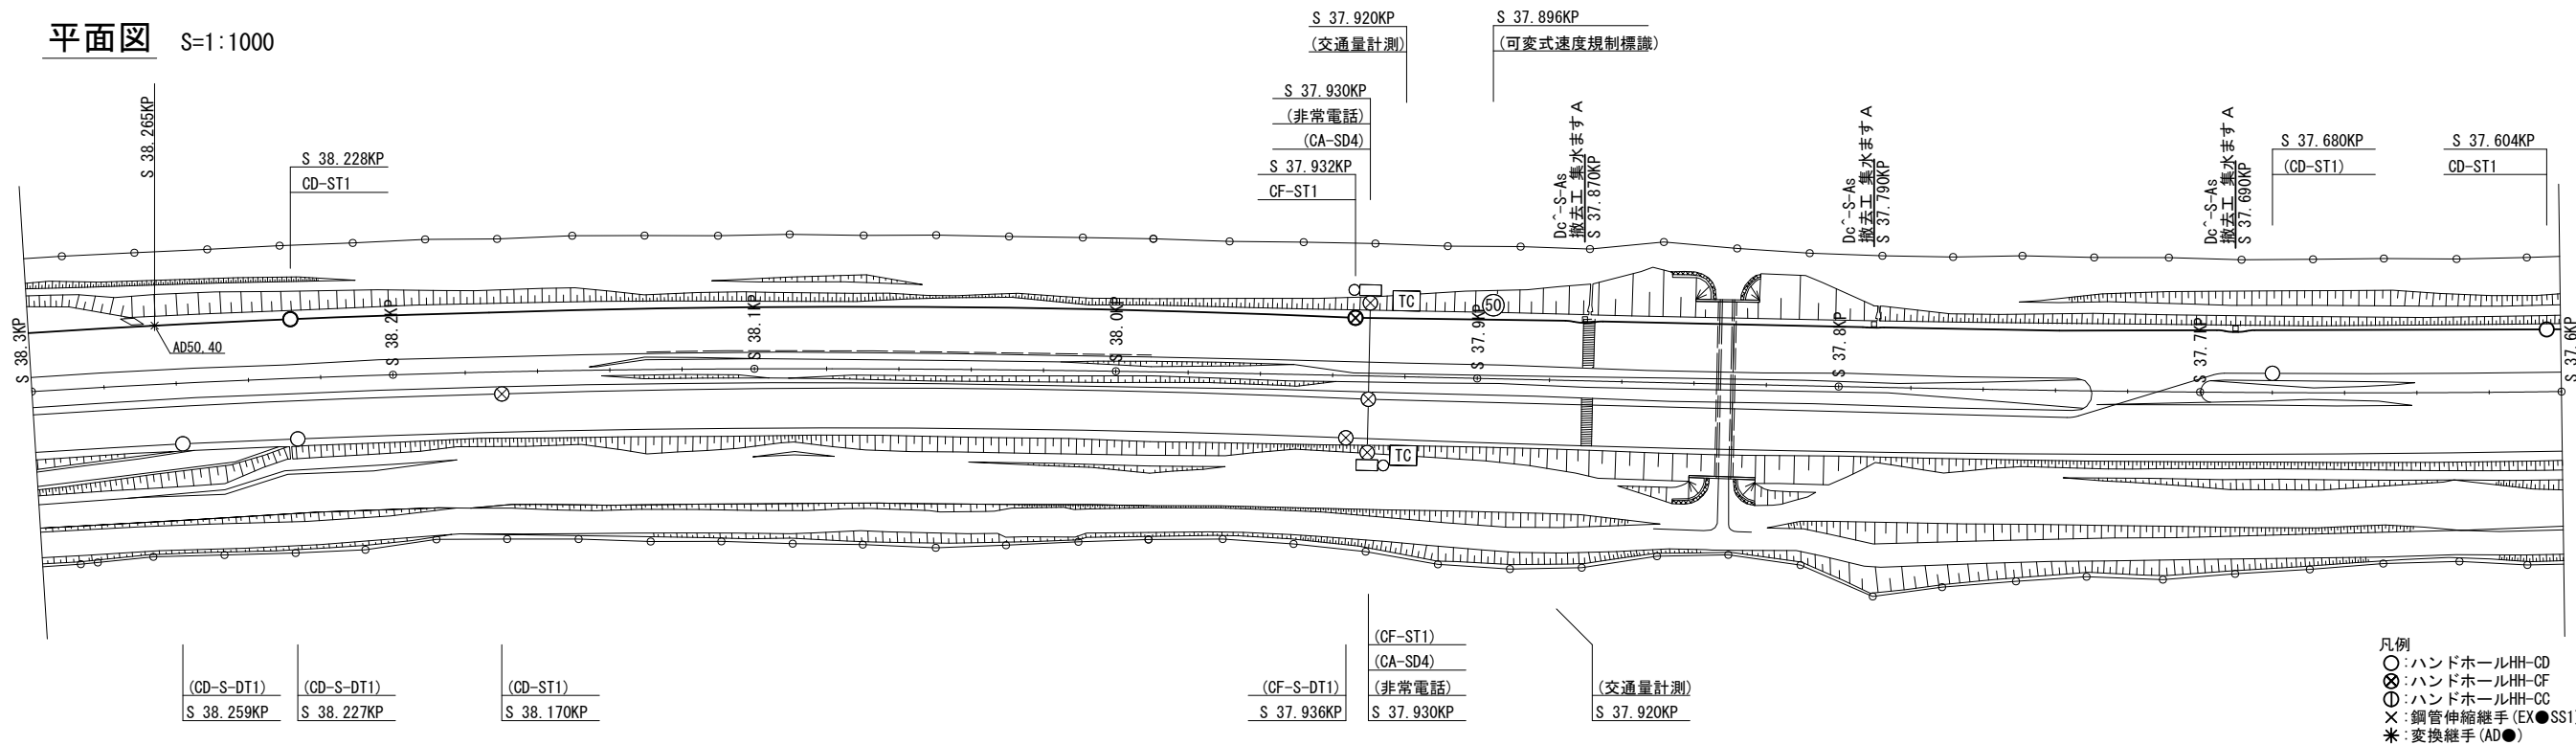 平面図 S=1:1000
S 38.265KP
S 38.228KP
CD-ST1
S 37.920KP
(交通量計測)
S 37.896KP
(可変式速度規制標識)
S 37.930KP
(非常電話)
(CA-SD4)
S 37.932KP
CF-ST1
Dc^-S-As
撤去工 集水ますA
S 37.870KP
Dc^-S-As
撤去工 集水ますA
S 37.790KP
Dc^-S-As
撤去工 集水ますA
S 37.690KP
S 37.680KP
(CD-ST1)
S 37.604KP
CD-ST1
S 38.3KP
AD50,40
S 38.2KP
S 38.1KP
S 38.0KP
TC
50
S 37.9KP
S 37.8KP
S 37.7KP
S 37.6KP
TC
(CD-S-DT1)
S 38.259KP
(CD-S-DT1)
S 38.227KP
(CD-ST1)
S 38.170KP
(CF-S-DT1)
S 37.936KP
(CF-ST1)
(CA-SD4)
(非常電話)
S 37.930KP
(交通量計測)
S 37.920KP
凡例
:ハンドホールHH-CD
:ハンドホールHH-CF
:ハンドホールHH-CC
:鋼管伸縮継手(EX●SS1)
:変換継手(AD●)